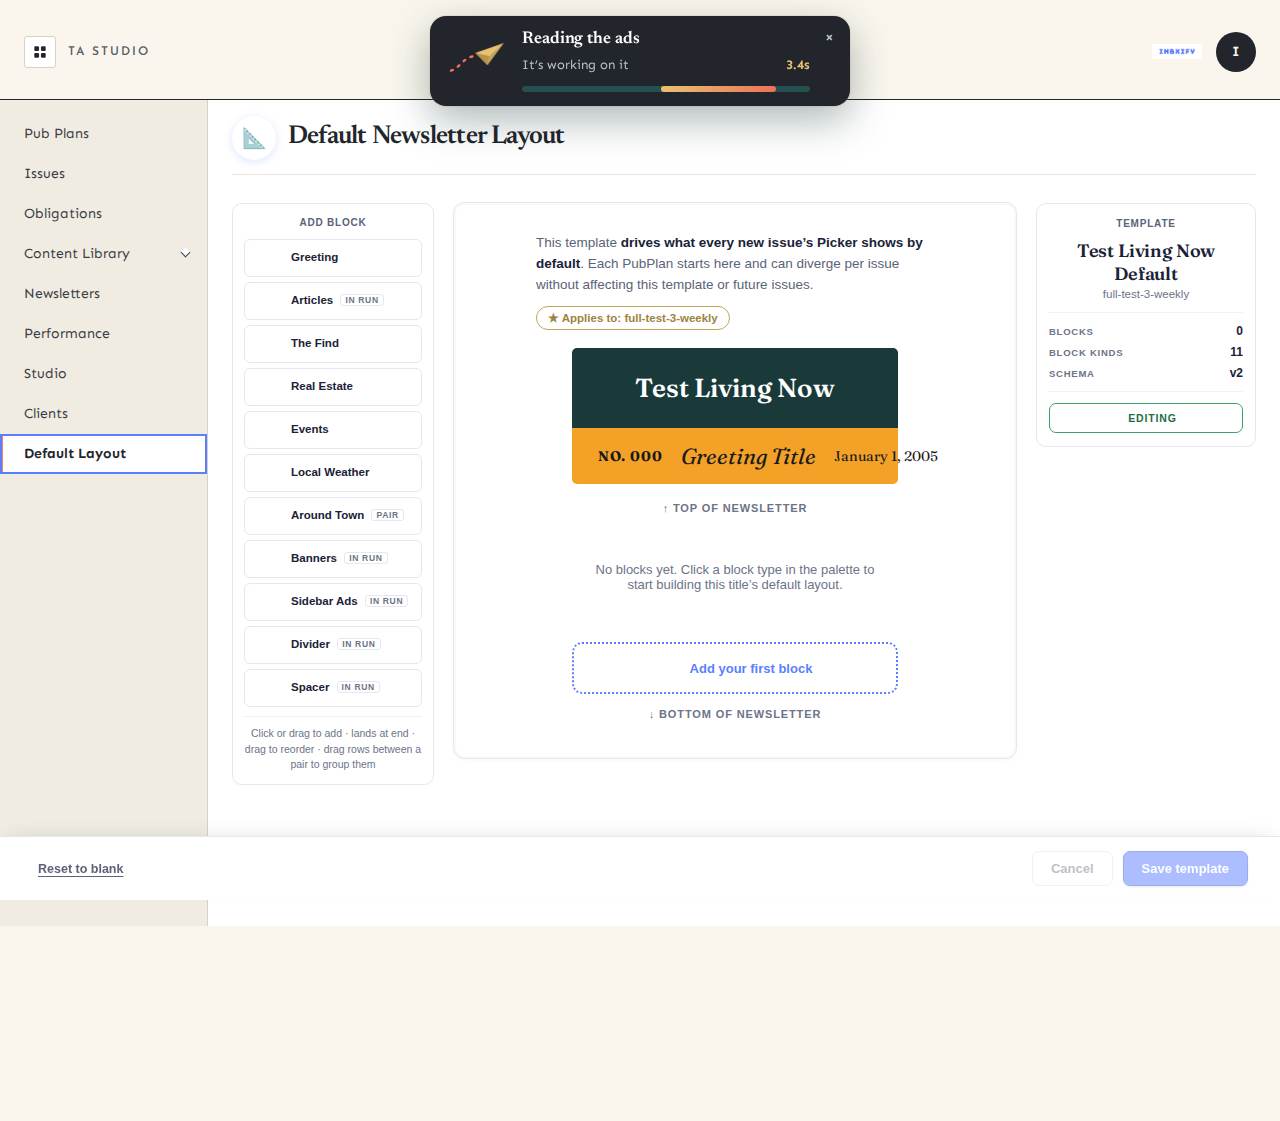 TA STUDIO
Reading the ads
×
It's working on it
3.4s
INBXIFY
I
Pub Plans
Issues
Obligations
Content Library
Newsletters
Performance
Studio
Clients
Default Layout
Default Newsletter Layout
ADD BLOCK
Greeting
Articles IN RUN
The Find
Real Estate
Events
Local Weather
Around Town PAIR
Banners IN RUN
Sidebar Ads IN RUN
Divider IN RUN
Spacer IN RUN
Click or drag to add · lands at end ·
drag to reorder · drag rows between a
pair to group them
This template drives what every new issue's Picker shows by
default. Each PubPlan starts here and can diverge per issue
without affecting this template or future issues.
★ Applies to: full-test-3-weekly
Test Living Now
NO. 000 Greeting Title January 1, 2005
↑ TOP OF NEWSLETTER
No blocks yet. Click a block type in the palette to
start building this title's default layout.
Add your first block
↓ BOTTOM OF NEWSLETTER
TEMPLATE
Test Living Now
Default
full-test-3-weekly
BLOCKS 0
BLOCK KINDS 11
SCHEMA v2
EDITING
Reset to blank
Cancel
Save template